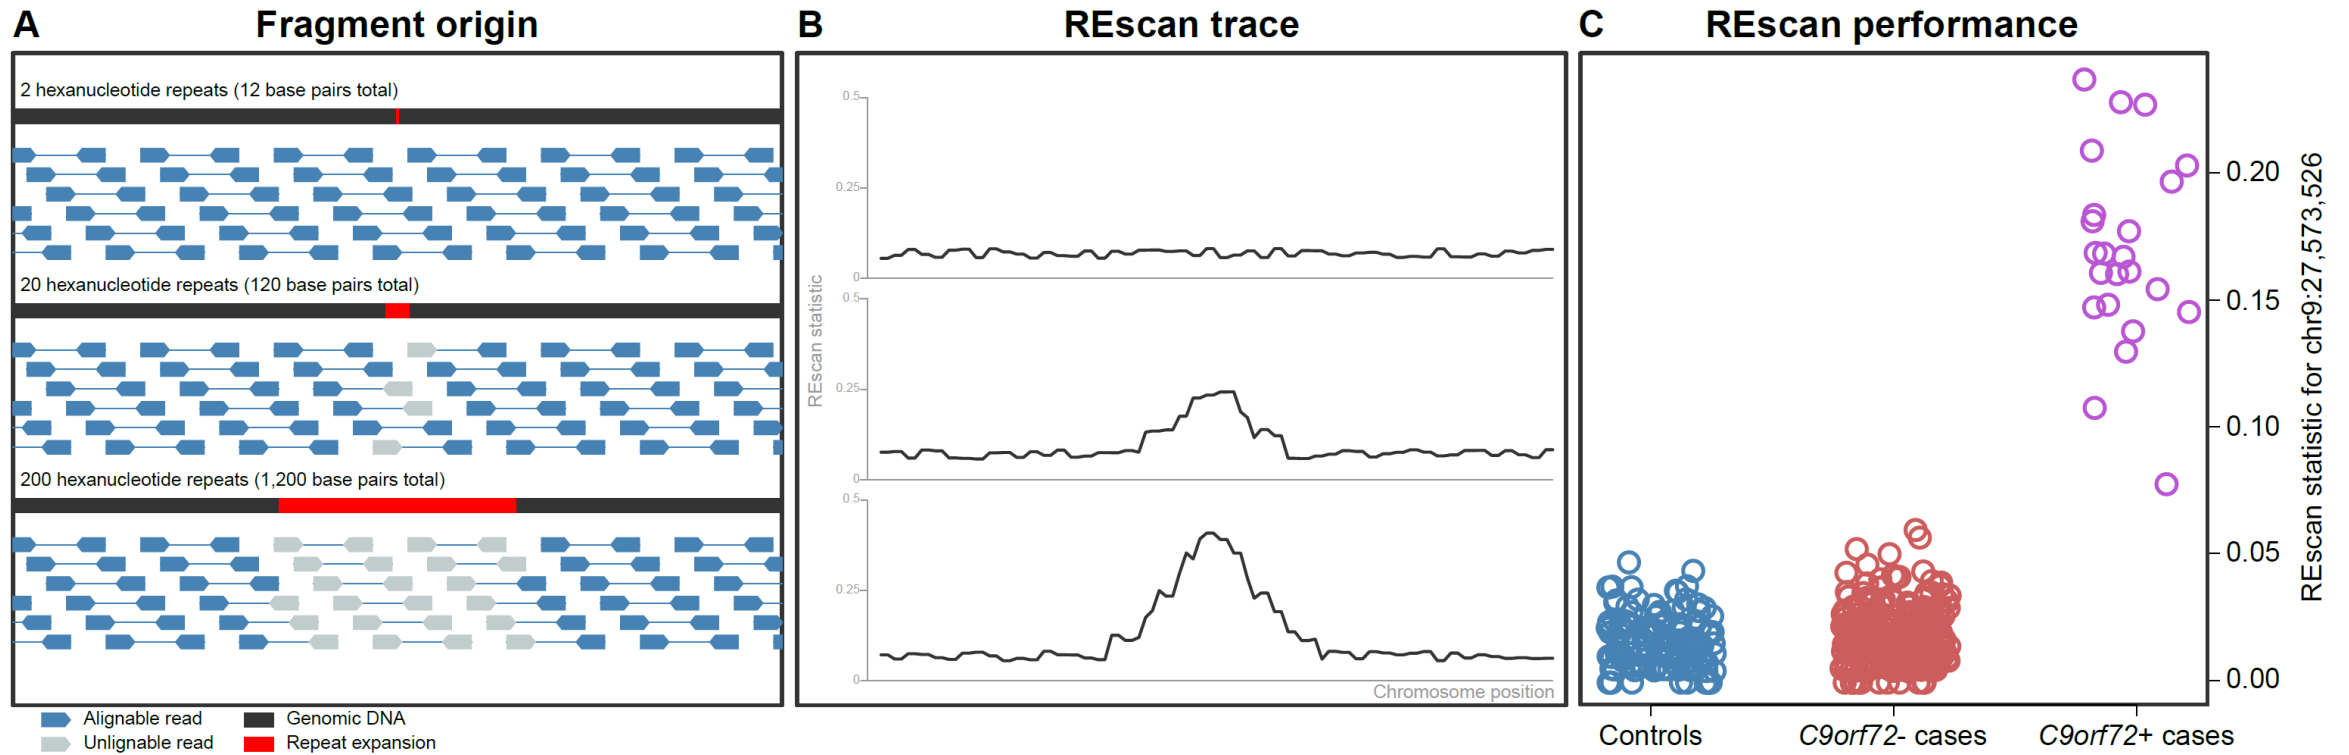 A Fragment origin
2 hexanucleotide repeats (12 base pairs total)
20 hexanucleotide repeats (120 base pairs total)
200 hexanucleotide repeats (1,200 base pairs total)
Alignable read
Unlignable read
Genomic DNA
Repeat expansion
B REscan trace
REscan statistic
0.5
0.25
0
0.5
0.25
0
0.5
0.25
0
Chromosome position
C REscan performance
0.20
0.15
0.10
0.05
0.00
REscan statistic for chr9:27,573,526
Controls
C9orf72- cases
C9orf72+ cases